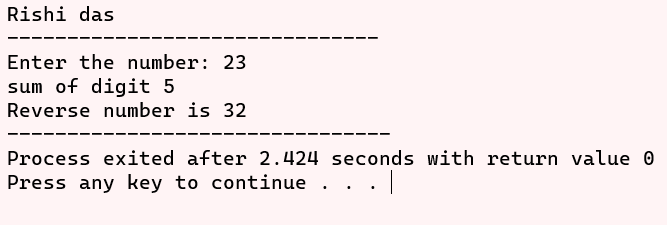 Rishi das
-------------------------------
Enter the number: 23
sum of digit 5
Reverse number is 32
--------------------------------
Process exited after 2.424 seconds with return value 0
Press any key to continue . . .